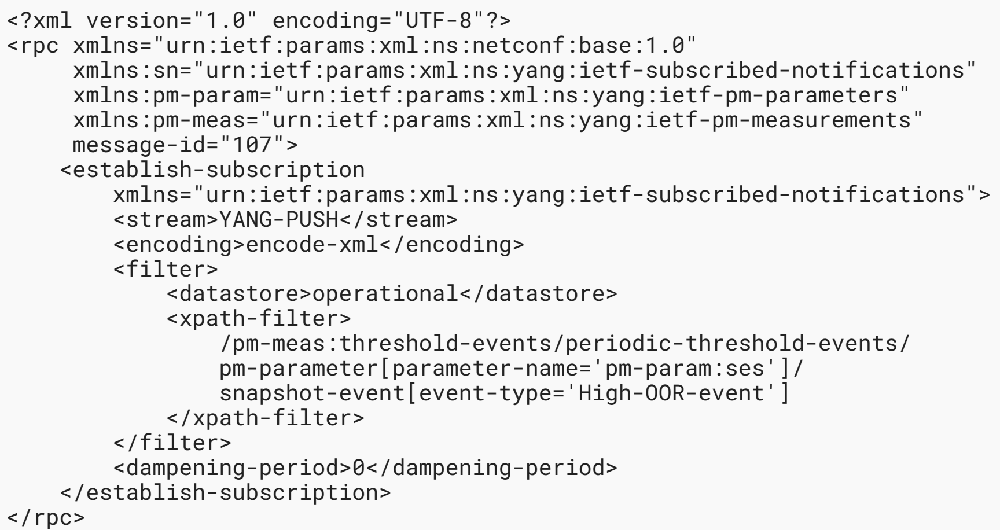 <?xml version="1.0" encoding="UTF-8"?>
<rpc xmlns="urn:ietf:params:xml:ns:netconf:base:1.0"
     xmlns:sn="urn:ietf:params:xml:ns:yang:ietf-subscribed-notifications"
     xmlns:pm-param="urn:ietf:params:xml:ns:yang:ietf-pm-parameters"
     xmlns:pm-meas="urn:ietf:params:xml:ns:yang:ietf-pm-measurements"
     message-id="107">
    <establish-subscription
        xmlns="urn:ietf:params:xml:ns:yang:ietf-subscribed-notifications">
        <stream>YANG-PUSH</stream>
        <encoding>encode-xml</encoding>
        <filter>
            <datastore>operational</datastore>
            <xpath-filter>
                /pm-meas:threshold-events/periodic-threshold-events/
                pm-parameter[parameter-name='pm-param:ses']/
                snapshot-event[event-type='High-OOR-event']
            </xpath-filter>
        </filter>
        <dampening-period>0</dampening-period>
    </establish-subscription>
</rpc>